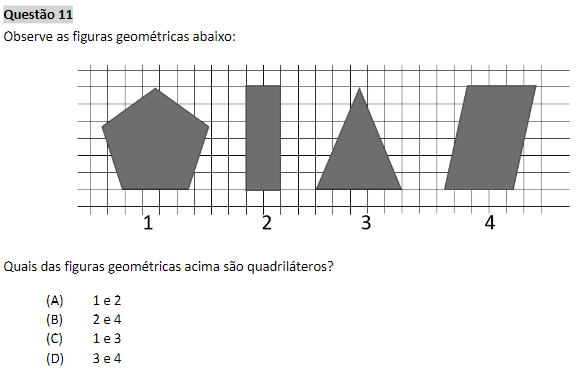 Questão 11
Observe as figuras geométricas abaixo:
1 2 3 4
Quais das figuras geométricas acima são quadriláteros?
(A) 1 e 2
(B) 2 e 4
(C) 1 e 3
(D) 3 e 4